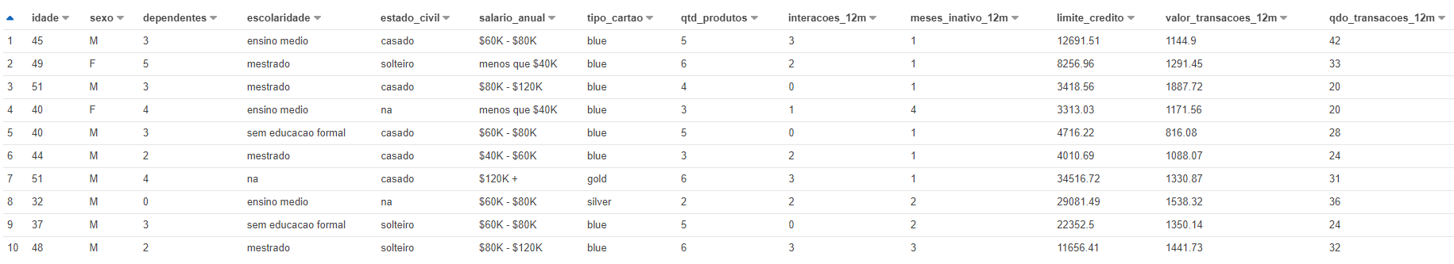 idade sexo dependentes escolaridade estado_civil salario_anual tipo_cartao qtd_produtos interacoes_12m meses_inativo_12m limite_credito valor_transacoes_12m qdo_transacoes_12m
1 45 M 3 ensino medio casado $60K - $80K blue 5 3 1 12691.51 1144.9 42
2 49 F 5 mestrado solteiro menos que $40K blue 6 2 1 8256.96 1291.45 33
3 51 M 3 mestrado casado $80K - $120K blue 4 0 1 3418.56 1887.72 20
4 40 F 4 ensino medio na menos que $40K blue 3 1 4 3313.03 1171.56 20
5 40 M 3 sem educacao formal casado $60K - $80K blue 5 0 1 4716.22 816.08 28
6 44 M 2 mestrado casado $40K - $60K blue 3 2 1 4010.69 1088.07 24
7 51 M 4 na casado $120K + gold 6 3 1 34516.72 1330.87 31
8 32 M 0 ensino medio na $60K - $80K silver 2 2 2 29081.49 1538.32 36
9 37 M 3 sem educacao formal solteiro $60K - $80K blue 5 0 2 22352.5 1350.14 24
10 48 M 2 mestrado solteiro $80K - $120K blue 6 3 3 11656.41 1441.73 32